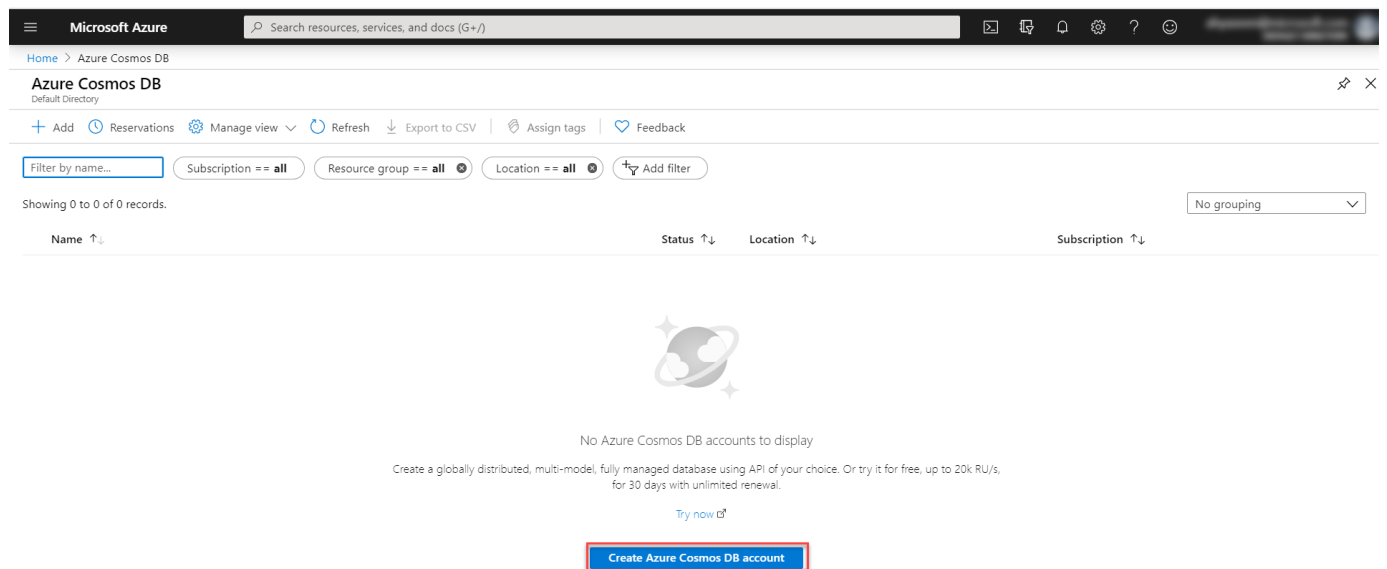 Microsoft Azure
Search resources, services, and docs (G+/)
Home > Azure Cosmos DB
Azure Cosmos DB
Default Directory
Add Reservations Manage view Refresh Export to CSV Assign tags Feedback
Filter by name... Subscription == all Resource group == all Location == all Add filter
Showing 0 to 0 of 0 records.
No grouping
Name Status Location Subscription
No Azure Cosmos DB accounts to display
Create a globally distributed, multi-model, fully managed database using API of your choice. Or try it for free, up to 20k RU/s,
for 30 days with unlimited renewal.
Try now
Create Azure Cosmos DB account